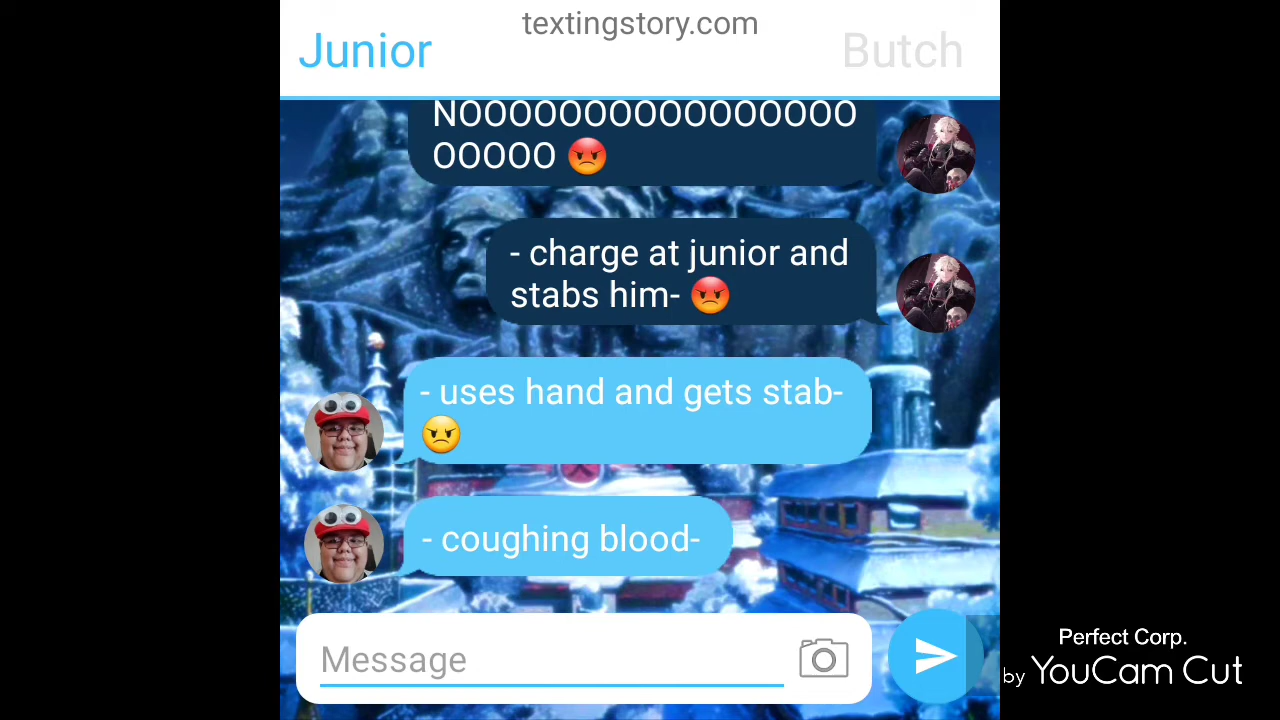 textingstory.com
Junior
Butch
NOOOOOOOOOOOOOOOO
OOOOO 😡
- charge at junior and
stabs him- 😡
- uses hand and gets stab-
😠
- coughing blood-
Message
Perfect Corp.
by YouCam Cut